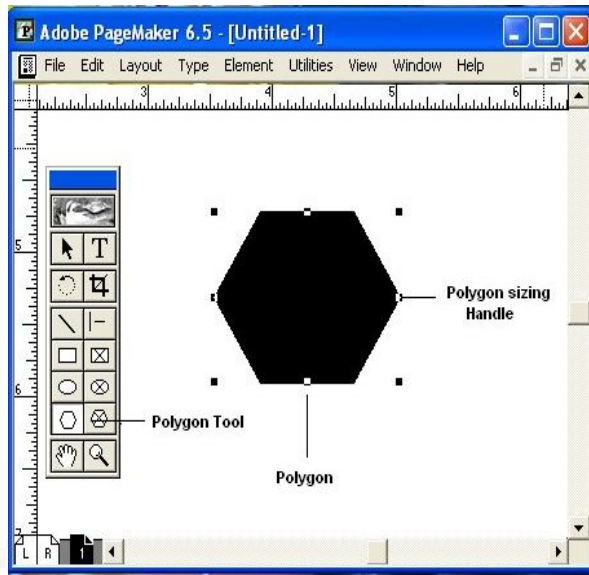 Adobe PageMaker 6.5 - [Untitled-1]
File Edit Layout Type Element Utilities View Window Help
3 4 5 6
T
5
Polygon sizing
Handle
6
Polygon Tool
Polygon
7
L R 1